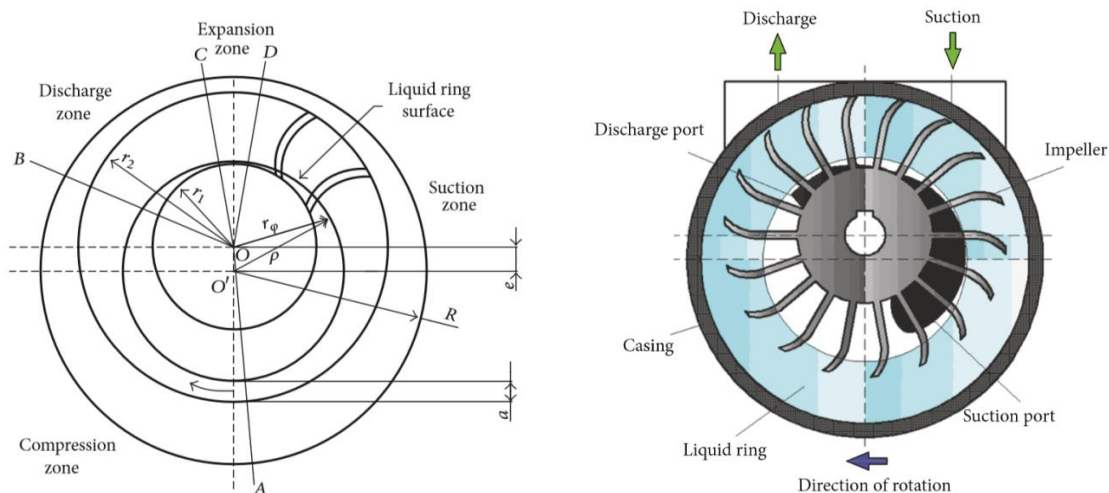 Expansion
zone
C
D
Discharge
zone
Liquid ring
surface
B
r2
r1
Suction
zone
rφ
O
ρ
O′
e
R
a
Compression
zone
A
Discharge
Suction
Discharge port
Impeller
Casing
Suction port
Liquid ring
Direction of rotation